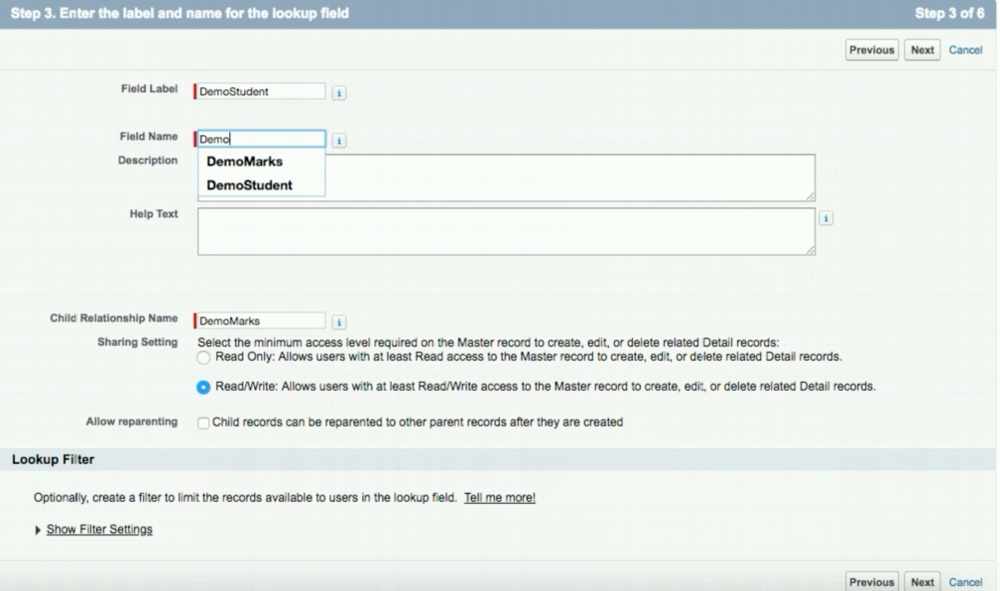 Step 3. Enter the label and name for the lookup field Step 3 of 6
Previous Next Cancel
Field Label DemoStudent i
Field Name Demo i
DemoMarks
Description
DemoStudent
Help Text i
Child Relationship Name DemoMarks i
Sharing Setting Select the minimum access level required on the Master record to create, edit, or delete related Detail records:
Read Only: Allows users with at least Read access to the Master record to create, edit, or delete related Detail records.
Read/Write: Allows users with at least Read/Write access to the Master record to create, edit, or delete related Detail records.
Allow reparenting Child records can be reparented to other parent records after they are created
Lookup Filter
Optionally, create a filter to limit the records available to users in the lookup field. Tell me more!
Show Filter Settings
Previous Next Cancel